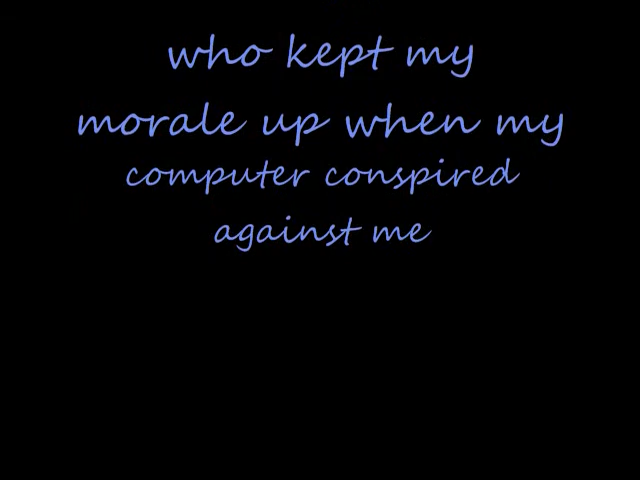 who kept my
morale up when my
computer conspired
against me